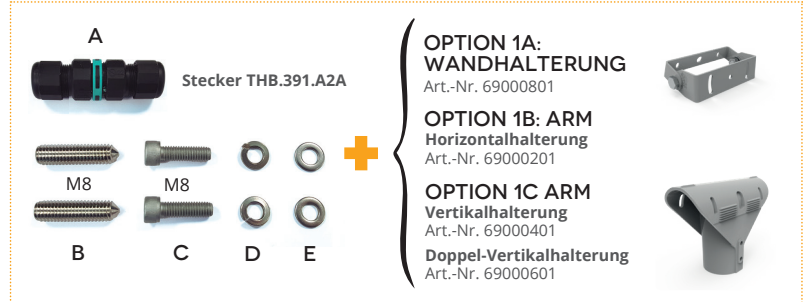 A
Stecker THB.391.A2A
M8
M8
B
C
D
E
OPTION 1A:
WANDHALTERUNG
Art.-Nr. 69000801
OPTION 1B: ARM
Horizontalhalterung
Art.-Nr. 69000201
OPTION 1C ARM
Vertikalhalterung
Art.-Nr. 69000401
Doppel-Vertikalhalterung
Art.-Nr. 69000601